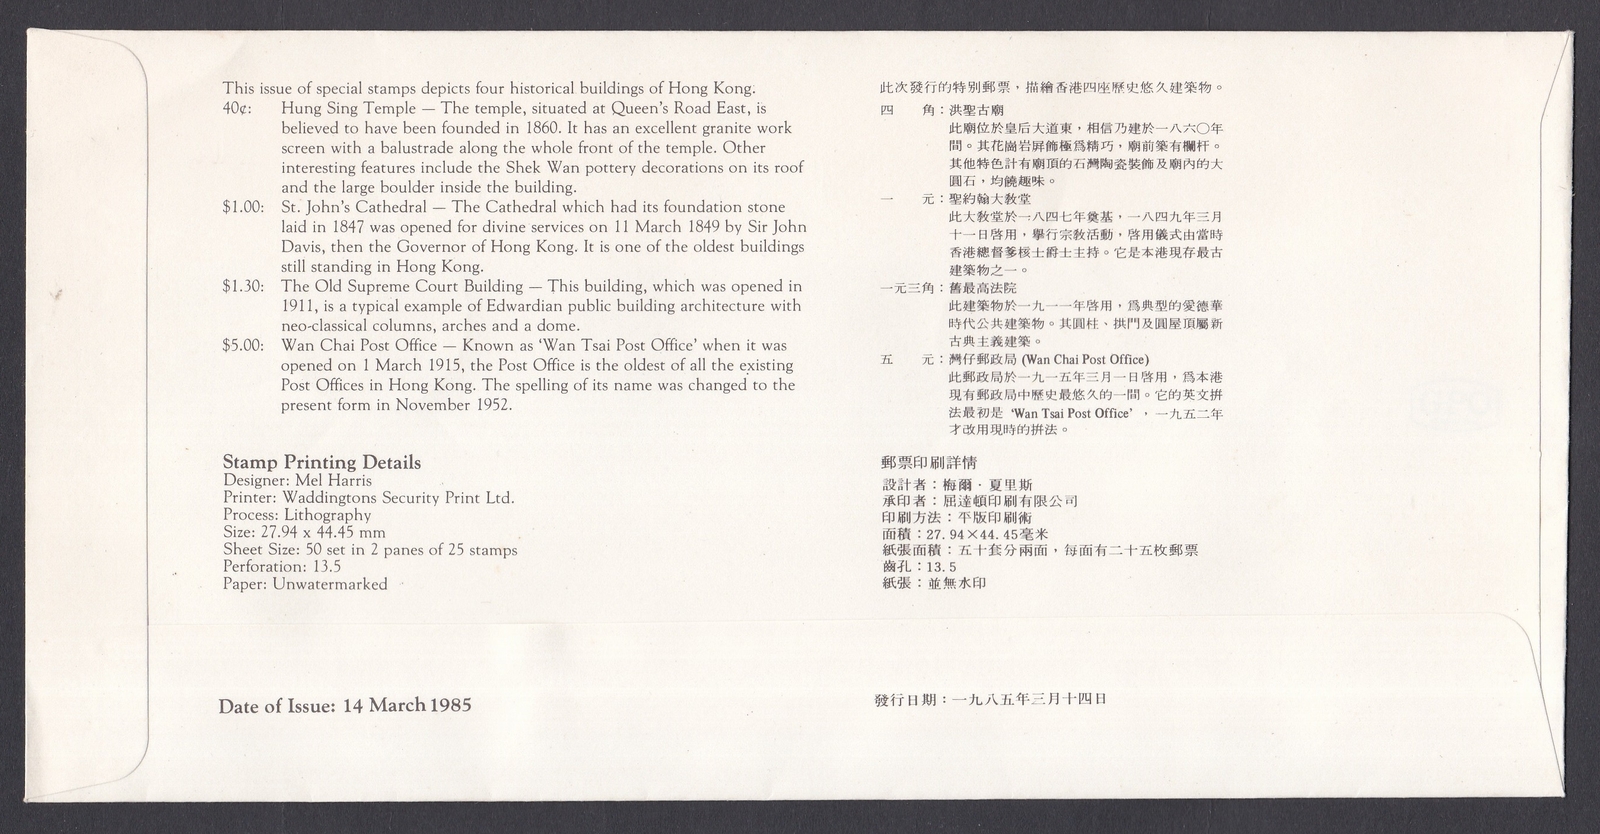 This issue of special stamps depicts four historical buildings of Hong Kong.
40¢: Hung Sing Temple — The temple, situated at Queen's Road East, is
believed to have been founded in 1860. It has an excellent granite work
screen with a balustrade along the whole front of the temple. Other
interesting features include the Shek Wan pottery decorations on its roof
and the large boulder inside the building.
$1.00: St. John's Cathedral — The Cathedral which had its foundation stone
laid in 1847 was opened for divine services on 11 March 1849 by Sir John
Davis, then the Governor of Hong Kong. It is one of the oldest buildings
still standing in Hong Kong.
$1.30: The Old Supreme Court Building — This building, which was opened in
1911, is a typical example of Edwardian public building architecture with
neo-classical columns, arches and a dome.
$5.00: Wan Chai Post Office — Known as 'Wan Tsai Post Office' when it was
opened on 1 March 1915, the Post Office is the oldest of all the existing
Post Offices in Hong Kong. The spelling of its name was changed to the
present form in November 1952.
Stamp Printing Details
Designer: Mel Harris
Printer: Waddingtons Security Print Ltd.
Process: Lithography
Size: 27.94 x 44.45 mm
Sheet Size: 50 set in 2 panes of 25 stamps
Perforation: 13.5
Paper: Unwatermarked
Date of Issue: 14 March 1985
此次發行的特別郵票，描繪香港四座歷史悠久建築物。
四　角：洪聖古廟
此廟位於皇后大道東，相信乃建於一八六〇年
間。其花崗岩屏飾極爲精巧，廟前築有欄杆。
其他特色計有廟頂的石灣陶瓷裝飾及廟內的大
圓石，均饒趣味。
一　元：聖約翰大敎堂
此大敎堂於一八四七年奠基，一八四九年三月
十一日啓用，擧行宗敎活動，啓用儀式由當時
香港總督爹核士爵士主持。它是本港現存最古
建築物之一。
一元三角：舊最高法院
此建築物於一九一一年啓用，爲典型的愛德華
時代公共建築物。其圓柱、拱門及圓屋頂屬新
古典主義建築。
五　元：灣仔郵政局 (Wan Chai Post Office)
此郵政局於一九一五年三月一日啓用，爲本港
現有郵政局中歷史最悠久的一間。它的英文拼
法最初是 'Wan Tsai Post Office'，一九五二年
才改用現時的拼法。
郵票印刷詳情
設計者：梅爾．夏里斯
承印者：屈達頓印刷有限公司
印刷方法：平版印刷術
面積：27.94×44.45毫米
紙張面積：五十套分兩面，每面有二十五枚郵票
齒孔：13.5
紙張：並無水印
發行日期：一九八五年三月十四日